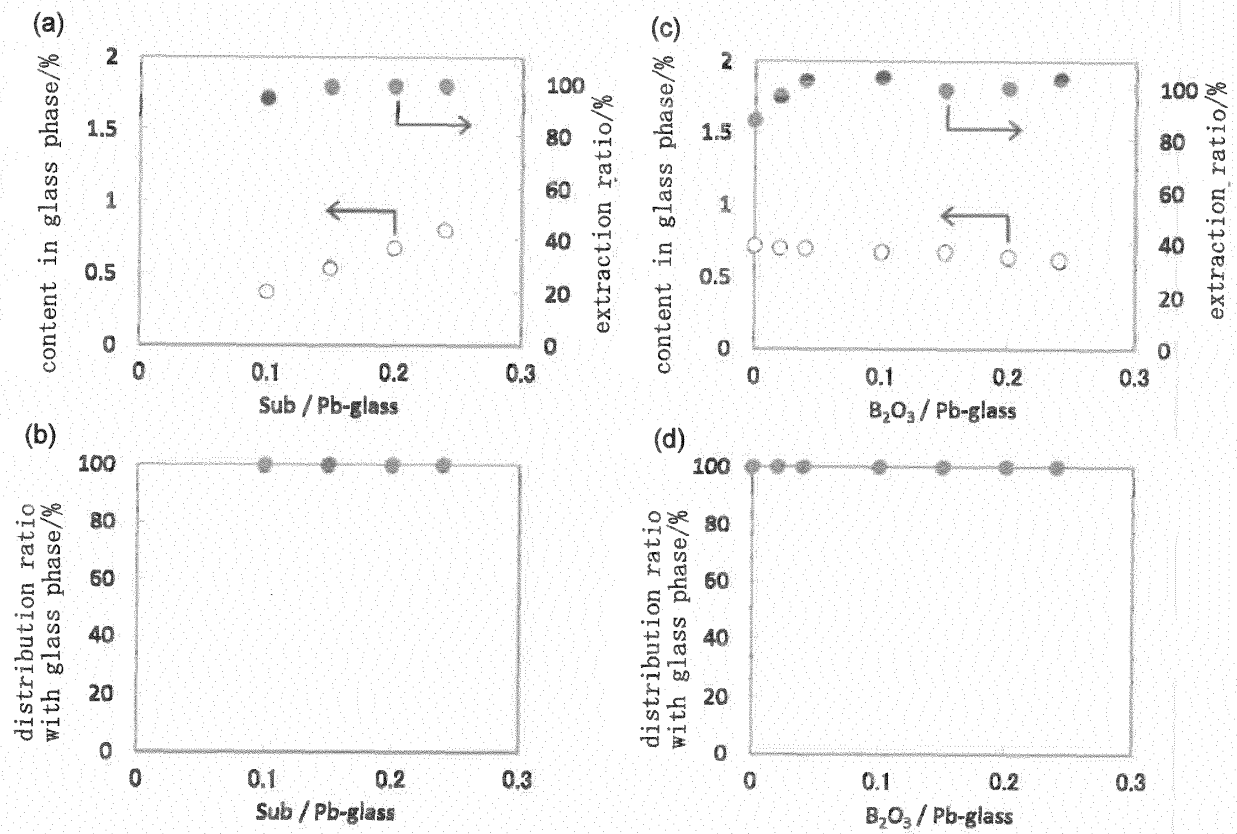 (a)
content in glass phase/%
2
1.5
1
0.5
0
100
80
60
40
20
0
extraction ratio/%
0 0.1 0.2 0.3
Sub / Pb-glass
(c)
content in glass phase/%
2
1.5
1
0.5
0
100
80
60
40
20
0
extraction ratio/%
0 0.1 0.2 0.3
B₂O₃ / Pb-glass
(b)
distribution ratio
with glass phase/%
100
80
60
40
20
0
0 0.1 0.2 0.3
Sub / Pb-glass
(d)
distribution ratio
with glass phase/%
100
80
60
40
20
0
0 0.1 0.2 0.3
B₂O₃ / Pb-glass